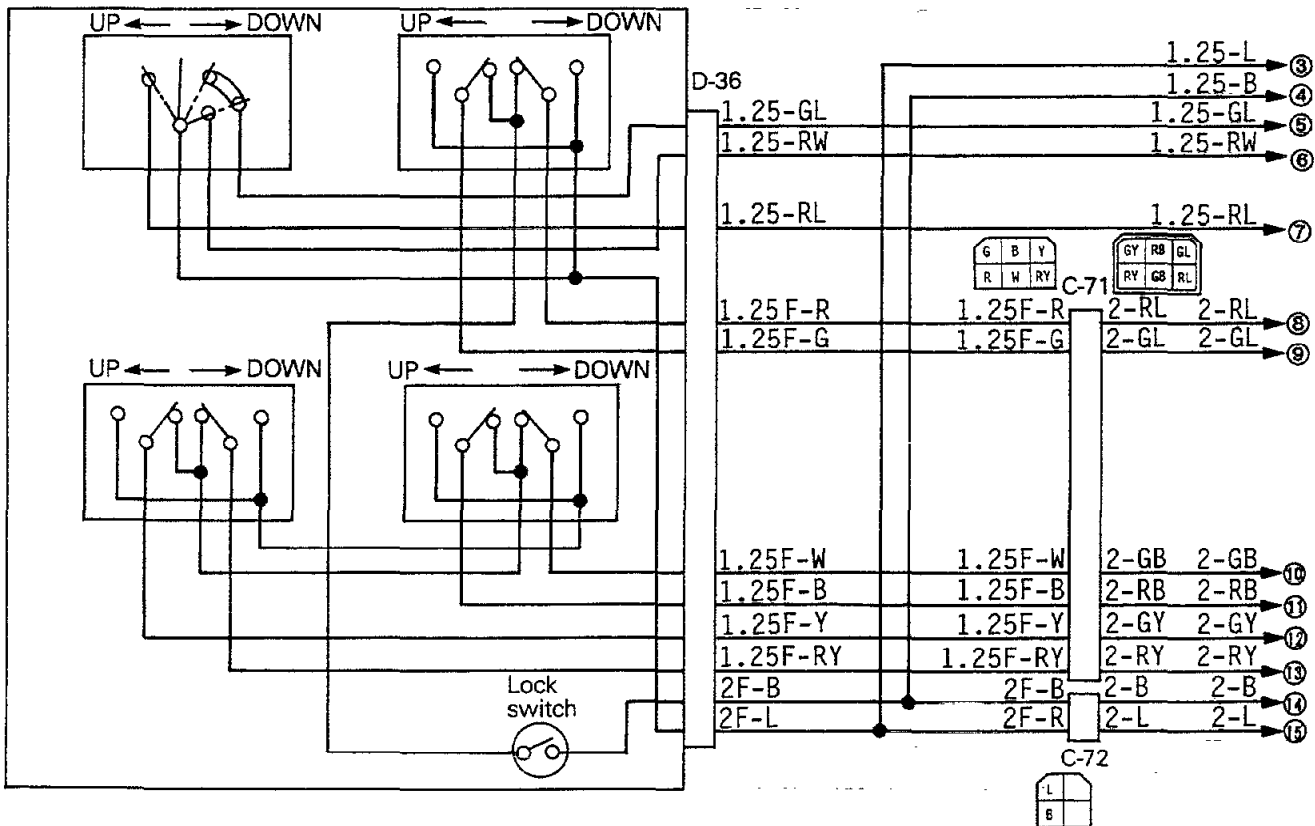 UP DOWN UP DOWN
D-36
1.25-L ③
1.25-B ④
1.25-GL 1.25-GL ⑤
1.25-RW 1.25-RW ⑥
1.25-RL 1.25-RL ⑦
G B Y
R W RY
GY RB GL
RY GB RL
C-71
1.25F-R 1.25F-R 2-RL 2-RL ⑧
1.25F-G 1.25F-G 2-GL 2-GL ⑨
UP DOWN UP DOWN
1.25F-W 1.25F-W 2-GB 2-GB ⑩
1.25F-B 1.25F-B 2-RB 2-RB ⑪
1.25F-Y 1.25F-Y 2-GY 2-GY ⑫
1.25F-RY 1.25F-RY 2-RY 2-RY ⑬
Lock
switch
2F-B 2F-B 2-B 2-B ⑭
2F-L 2F-R 2-L 2-L ⑮
C-72
L
B